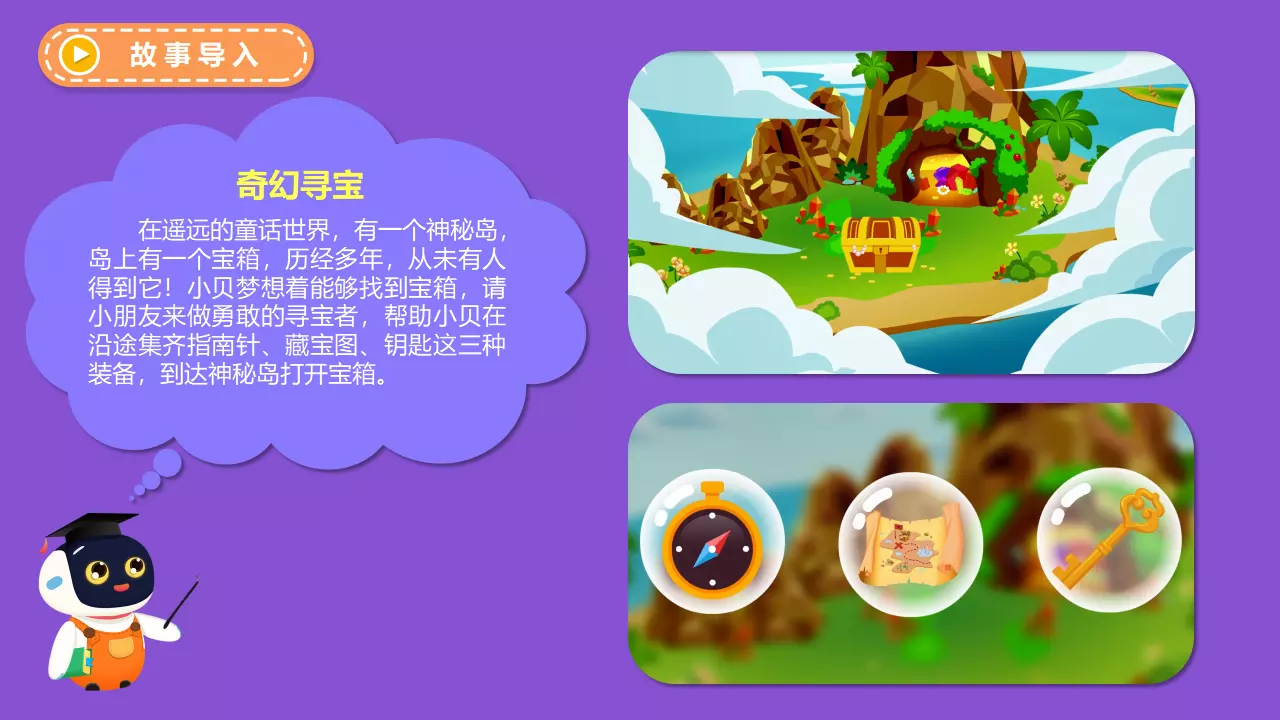 故事导入
奇幻寻宝
在遥远的童话世界，有一个神秘岛，
岛上有一个宝箱，历经多年，从未有人
得到它！小贝梦想着能够找到宝箱，请
小朋友来做勇敢的寻宝者，帮助小贝在
沿途集齐指南针、藏宝图、钥匙这三种
装备，到达神秘岛打开宝箱。